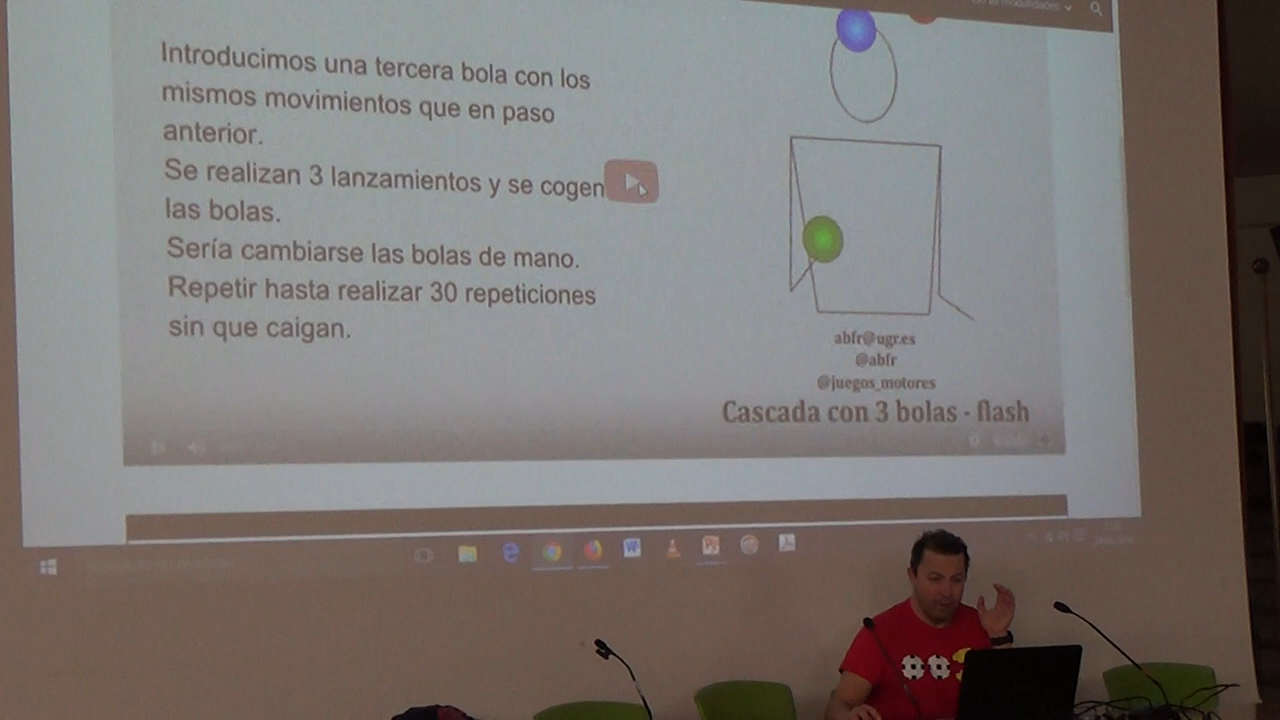 Introducimos una tercera bola con los
mismos movimientos que en paso
anterior.
Se realizan 3 lanzamientos y se cogen
las bolas.
Sería cambiarse las bolas de mano.
Repetir hasta realizar 30 repeticiones
sin que caigan.
abfr@ugr.es
@abfr
@juegos_motores
Cascada con 3 bolas - flash